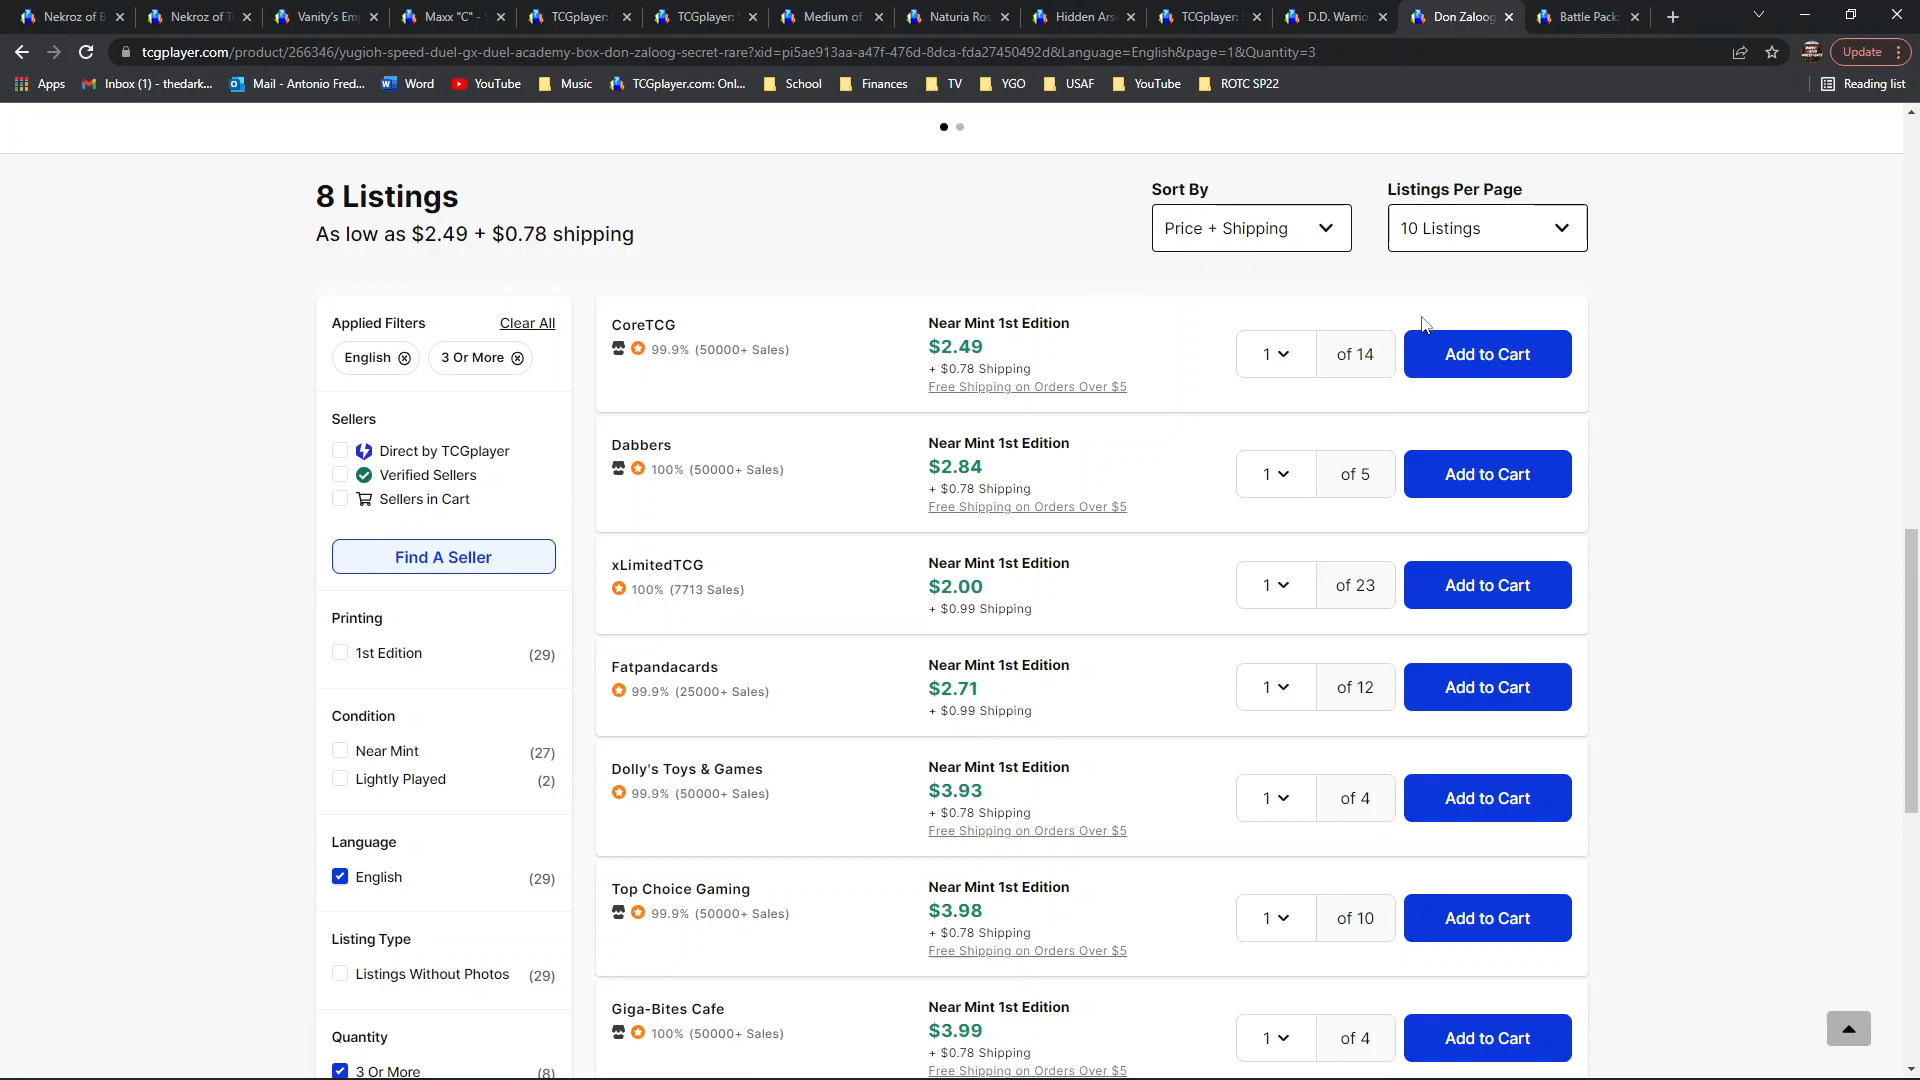 Nekroz of B
Nekroz of T
Vanity's Em
Maxx "C" - S
TCGplayer: S
TCGplayer: S
Medium of
Naturia Ros
Hidden Ars
TCGplayer: S
D.D. Warrio
Don Zaloog
Battle Pack
tcgplayer.com/product/266346/yugioh-speed-duel-gx-duel-academy-box-don-zaloog-secret-rare?xid=pi5ae913aa-a47f-476d-8dca-fda27450492d&Language=English&page=1&Quantity=3
Update
Apps Inbox (1) - thedark... Mail - Antonio Fred... Word YouTube Music TCGplayer.com: Onl... School Finances TV YGO USAF YouTube ROTC SP22 Reading list
8 Listings
As low as $2.49 + $0.78 shipping
Sort By
Price + Shipping
Listings Per Page
10 Listings
Applied Filters Clear All
English 3 Or More
Sellers
Direct by TCGplayer
Verified Sellers
Sellers in Cart
Find A Seller
Printing
1st Edition (29)
Condition
Near Mint (27)
Lightly Played (2)
Language
English (29)
Listing Type
Listings Without Photos (29)
Quantity
3 Or More (8)
CoreTCG
99.9% (50000+ Sales)
Near Mint 1st Edition
$2.49
+ $0.78 Shipping
Free Shipping on Orders Over $5
1 of 14 Add to Cart
Dabbers
100% (50000+ Sales)
Near Mint 1st Edition
$2.84
+ $0.78 Shipping
Free Shipping on Orders Over $5
1 of 5 Add to Cart
xLimitedTCG
100% (7713 Sales)
Near Mint 1st Edition
$2.00
+ $0.99 Shipping
1 of 23 Add to Cart
Fatpandacards
99.9% (25000+ Sales)
Near Mint 1st Edition
$2.71
+ $0.99 Shipping
1 of 12 Add to Cart
Dolly's Toys & Games
99.9% (50000+ Sales)
Near Mint 1st Edition
$3.93
+ $0.78 Shipping
Free Shipping on Orders Over $5
1 of 4 Add to Cart
Top Choice Gaming
99.9% (50000+ Sales)
Near Mint 1st Edition
$3.98
+ $0.78 Shipping
Free Shipping on Orders Over $5
1 of 10 Add to Cart
Giga-Bites Cafe
100% (50000+ Sales)
Near Mint 1st Edition
$3.99
+ $0.78 Shipping
Free Shipping on Orders Over $5
1 of 4 Add to Cart